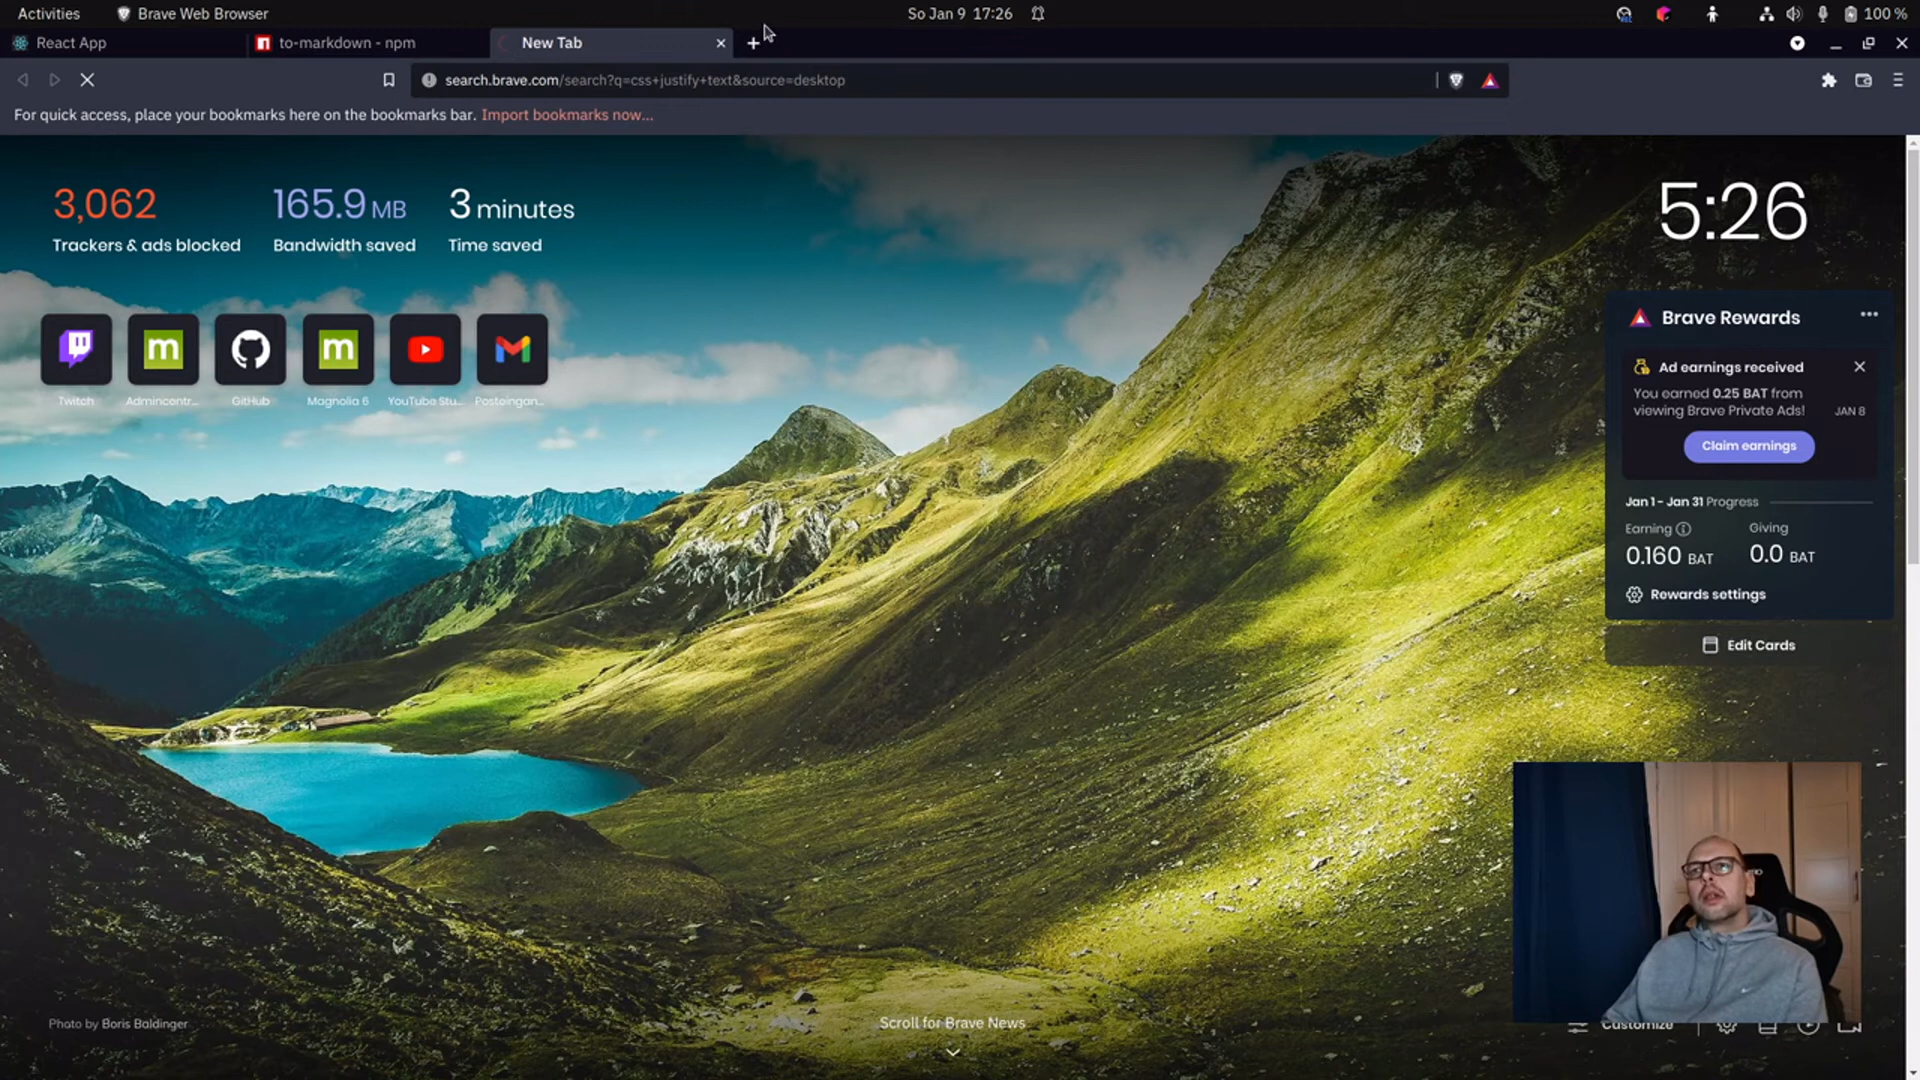 Activities
Brave Web Browser
So Jan 9 17:26
100 %
React App
to-markdown - npm
New Tab
search.brave.com/search?q=css+justify+text&source=desktop
For quick access, place your bookmarks here on the bookmarks bar. Import bookmarks now...
3,062
Trackers & ads blocked
165.9 MB
Bandwidth saved
3 minutes
Time saved
5:26
Twitch
Admincentr...
GitHub
Magnolia 6
YouTube Stu...
Posteingan...
Brave Rewards
Ad earnings received
You earned 0.25 BAT from
viewing Brave Private Ads!
JAN 8
Claim earnings
Jan 1 - Jan 31 Progress
Earning
Giving
0.160 BAT
0.0 BAT
Rewards settings
Edit Cards
Photo by Boris Baldinger
Scroll for Brave News
Customize